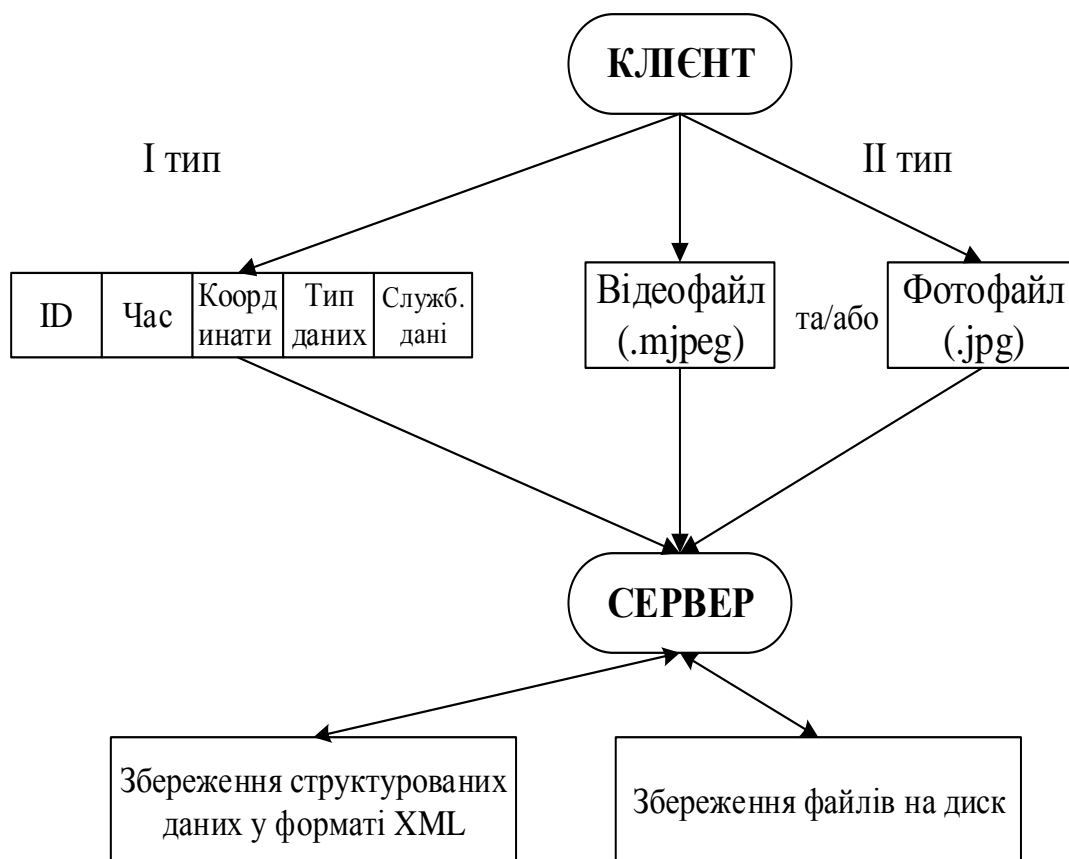 КЛІЄНТ
І тип
ІІ тип
ID
Час
Коорд
инати
Тип
даних
Служб.
дані
Відеофайл
(.mjpeg)
та/або
Фотофайл
(.jpg)
СЕРВЕР
Збереження структурованих
даних у форматі XML
Збереження файлів на диск